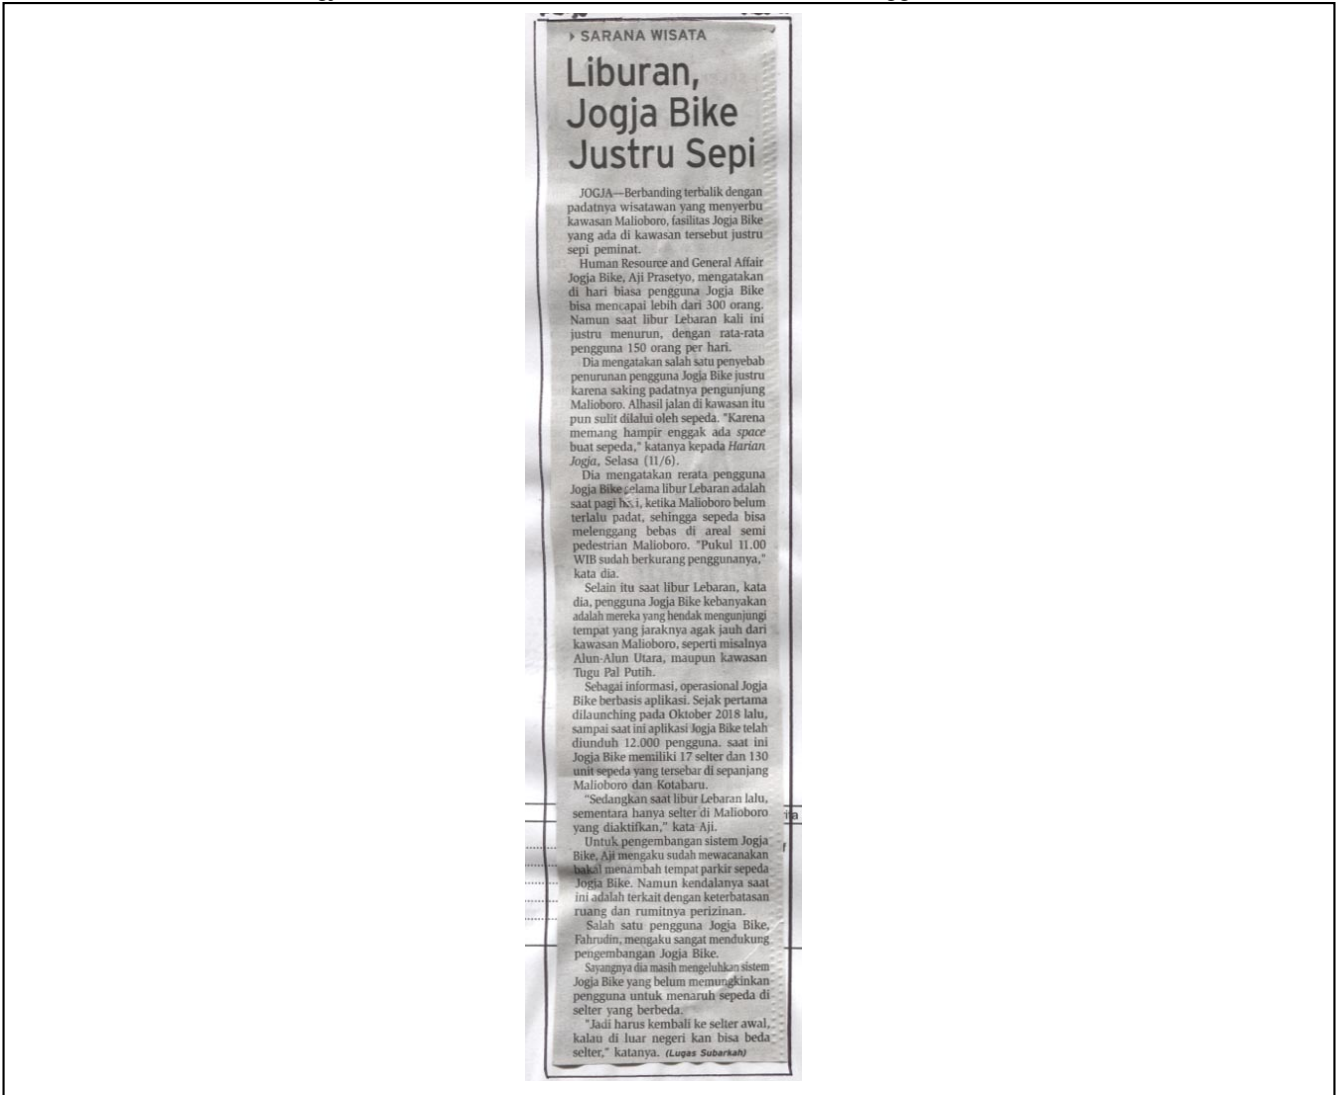 SARANA WISATA
Liburan,
Jogja Bike
Justru Sepi
JOGJA—Berbanding terbalik dengan
padatnya wisatawan yang menyerbu
kawasan Malioboro, fasilitas Jogja Bike
yang ada di kawasan tersebut justru
sepi peminat.
Human Resource and General Affair
Jogja Bike, Aji Prasetyo, mengatakan
di hari biasa pengguna Jogja Bike
bisa mencapai lebih dari 300 orang.
Namun saat libur Lebaran kali ini
justru menurun, dengan rata-rata
pengguna 150 orang per hari.
Dia mengatakan salah satu penyebab
penurunan pengguna Jogja Bike justru
karena saking padatnya pengunjung
Malioboro. Alhasil jalan di kawasan itu
pun sulit dilalui oleh sepeda. "Karena
memang hampir enggak ada space
buat sepeda," katanya kepada Harian
Jogja, Selasa (11/6).
Dia mengatakan rerata pengguna
Jogja Bike selama libur Lebaran adalah
saat pagi hari, ketika Malioboro belum
terlalu padat, sehingga sepeda bisa
melenggang bebas di areal semi
pedestrian Malioboro. "Pukul 11.00
WIB sudah berkurang penggunanya,"
kata dia.
Selain itu saat libur Lebaran, kata
dia, pengguna Jogja Bike kebanyakan
adalah mereka yang hendak mengunjungi
tempat yang jaraknya agak jauh dari
kawasan Malioboro, seperti misalnya
Alun-Alun Utara, maupun kawasan
Tugu Pal Putih.
Sebagai informasi, operasional Jogja
Bike berbasis aplikasi. Sejak pertama
dilaunching pada Oktober 2018 lalu,
sampai saat ini aplikasi Jogja Bike telah
diunduh 12.000 pengguna. saat ini
Jogja Bike memiliki 17 selter dan 130
unit sepeda yang tersebar di sepanjang
Malioboro dan Kotabaru.
"Sedangkan saat libur Lebaran lalu,
sementara hanya selter di Malioboro
yang diaktifkan," kata Aji.
Untuk pengembangan sistem Jogja
Bike, Aji mengaku sudah mewacanakan
bakal menambah tempat parkir sepeda
Jogja Bike. Namun kendalanya saat
ini adalah terkait dengan keterbatasan
ruang dan rumitnya perizinan.
Salah satu pengguna Jogja Bike,
Fahrudin, mengaku sangat mendukung
pengembangan Jogja Bike.
Sayangnya dia masih mengeluhkan sistem
Jogja Bike yang belum memungkinkan
pengguna untuk menaruh sepeda di
selter yang berbeda.
"Jadi harus kembali ke selter awal,
kalau di luar negeri kan bisa beda
selter," katanya. (Lugas Subarkah)